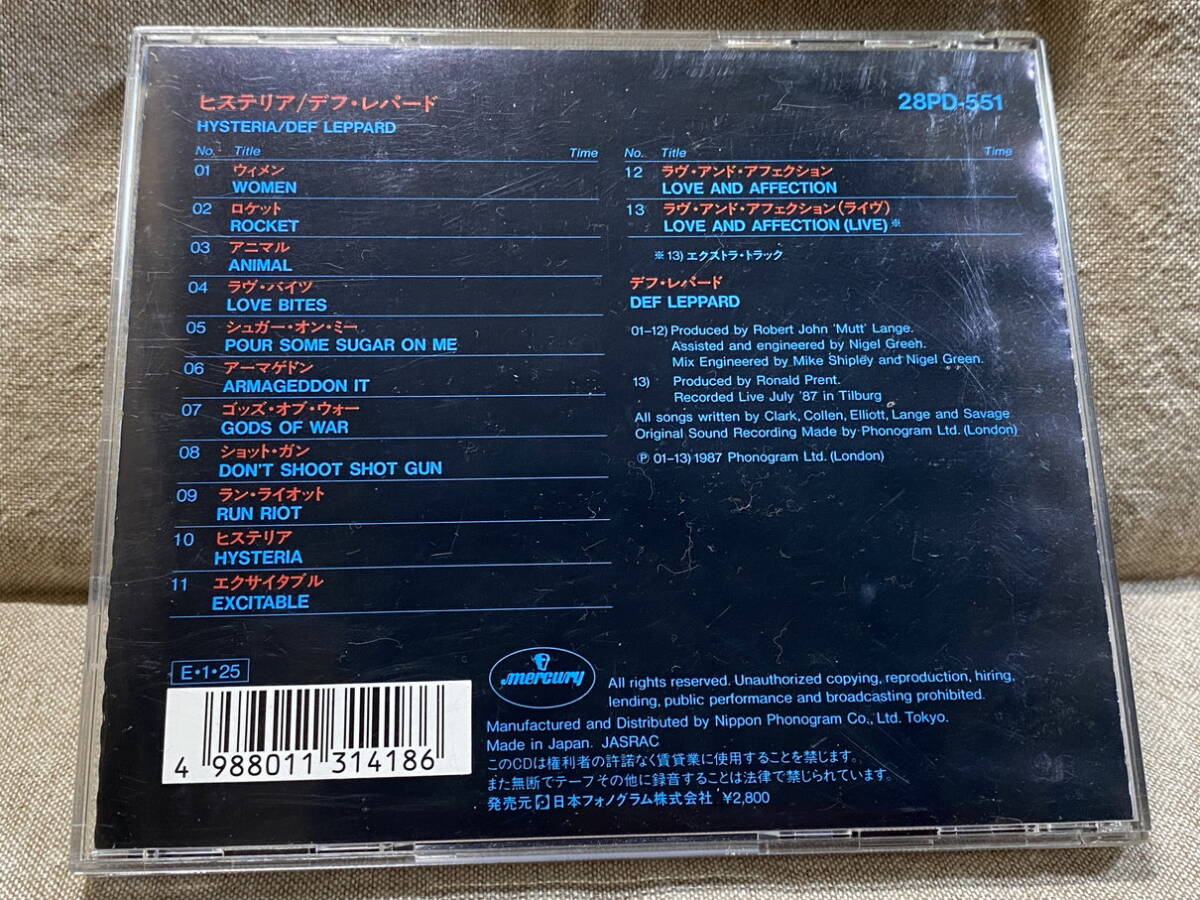 ヒステリア/デフ・レパード
28PD-551
HYSTERIA/DEF LEPPARD
No. Title Time
01 ウィメン
WOMEN
02 ロケット
ROCKET
03 アニマル
ANIMAL
04 ラヴ・バイツ
LOVE BITES
05 シュガー・オン・ミー
POUR SOME SUGAR ON ME
06 アーマゲドン
ARMAGEDDON IT
07 ゴッズ・オブ・ウォー
GODS OF WAR
08 ショット・ガン
DON'T SHOOT SHOT GUN
09 ラン・ライオット
RUN RIOT
10 ヒステリア
HYSTERIA
11 エクサイタブル
EXCITABLE
No. Title Time
12 ラヴ・アンド・アフェクション
LOVE AND AFFECTION
13 ラヴ・アンド・アフェクション(ライヴ)
LOVE AND AFFECTION (LIVE)※
※13) エクストラ・トラック
デフ・レパード
DEF LEPPARD
01-12) Produced by Robert John 'Mutt' Lange.
Assisted and engineered by Nigel Green.
Mix Engineered by Mike Shipley and Nigel Green.
13) Produced by Ronald Prent.
Recorded Live July '87 in Tilburg
All songs written by Clark, Collen, Elliott, Lange and Savage
Original Sound Recording Made by Phonogram Ltd. (London)
℗ 01-13) 1987 Phonogram Ltd. (London)
E・1・25
4 988011 314186
mercury
All rights reserved. Unauthorized copying, reproduction, hiring,
lending, public performance and broadcasting prohibited.
Manufactured and Distributed by Nippon Phonogram Co., Ltd. Tokyo.
Made in Japan. JASRAC
このCDは権利者の許諾なく賃貸業に使用することを禁じます。
また無断でテープその他に録音することは法律で禁じられています。
発売元 日本フォノグラム株式会社 ¥2,800